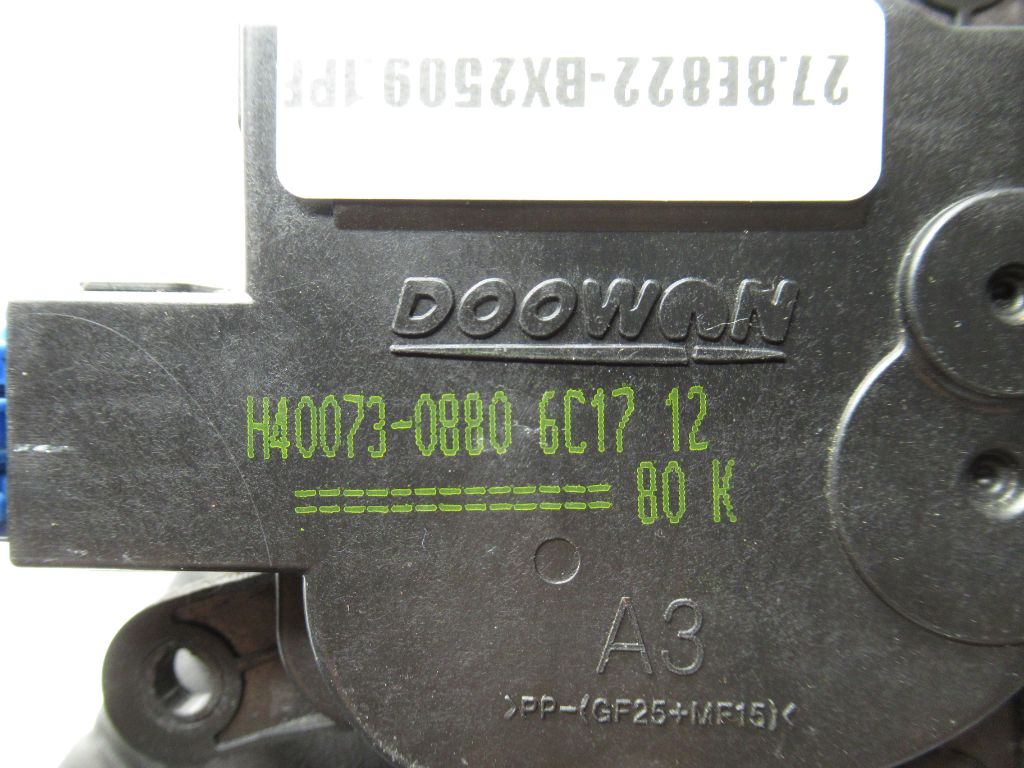 27.8E822-BX2509.1PF
DOOWON
H40073-0880 6C17 12
============== 80 K
A3
>PP-(GF25+MF15)<